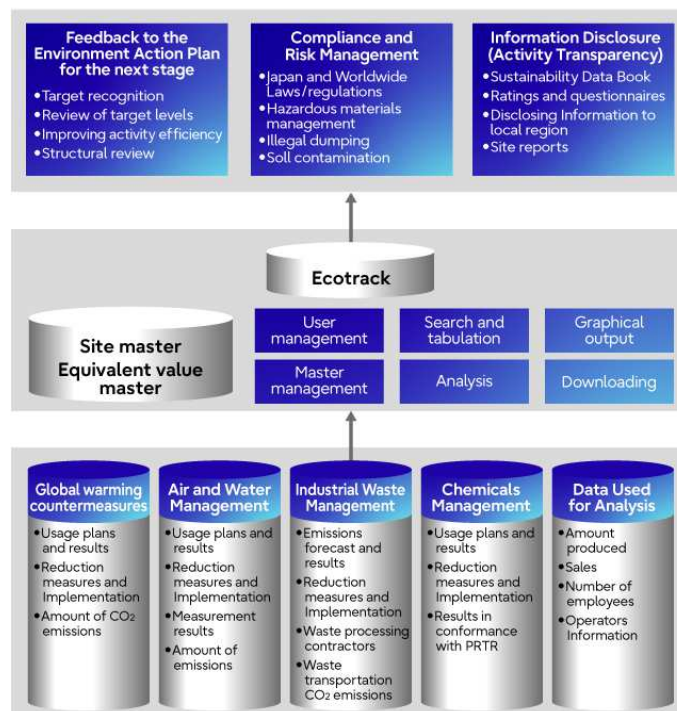 Feedback to the
Environment Action Plan
for the next stage
•Target recognition
•Review of target levels
•Improving activity efficiency
•Structural review
Compliance and
Risk Management
•Japan and Worldwide
Laws/regulations
•Hazardous materials
management
•Illegal dumping
•Soll contamination
Information Disclosure
(Activity Transparency)
•Sustainability Data Book
•Ratings and questionnaires
•Disclosing Information to
local region
•Site reports
Ecotrack
Site master
Equivalent value
master
User
management
Search and
tabulation
Graphical
output
Master
management
Analysis
Downloading
Global warming
countermeasures
•Usage plans
and results
•Reduction
measures and
Implementation
•Amount of CO₂
emissions
Air and Water
Management
•Usage plans and
results
•Reduction
measures and
Implementation
•Measurement
results
•Amount of
emissions
Industrial Waste
Management
•Emissions
forecast and
results
•Reduction
measures and
Implementation
•Waste processing
contractors
•Waste
transportation
CO₂ emissions
Chemicals
Management
•Usage plans and
results
•Reduction
measures and
Implementation
•Results in
conformance
with PRTR
Data Used
for Analysis
•Amount
produced
•Sales
•Number of
employees
•Operators
Information